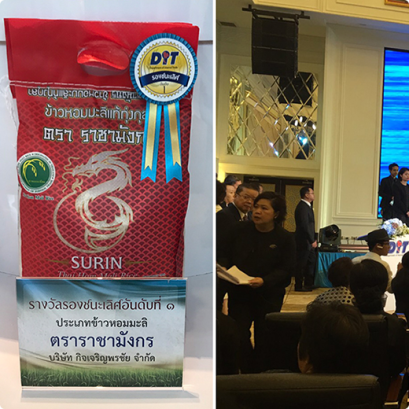 DIT
รองชนะเลิศ
ข้าวหอมมะลิแท้ทุ่งกุลา
ตรา ราชามังกร
SURIN
Thai Hom Mali Rice
รางวัลรองชนะเลิศอันดับที่ ๑
ประเภทข้าวหอมมะลิ
ตราราชามังกร
บริษัท กิจเจริญพรชัย จำกัด
DIT